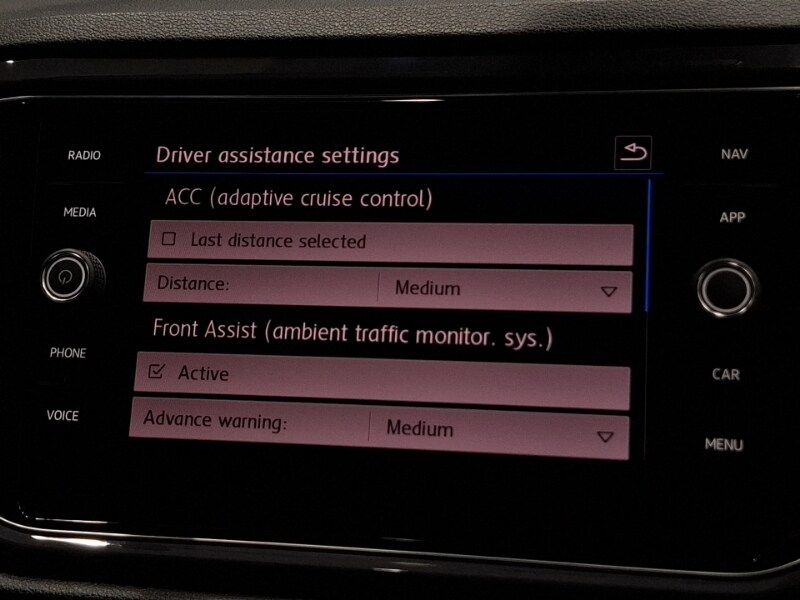 RADIO
MEDIA
PHONE
VOICE
Driver assistance settings
ACC (adaptive cruise control)
Last distance selected
Distance: Medium
Front Assist (ambient traffic monitor. sys.)
Active
Advance warning: Medium
NAV
APP
CAR
MENU